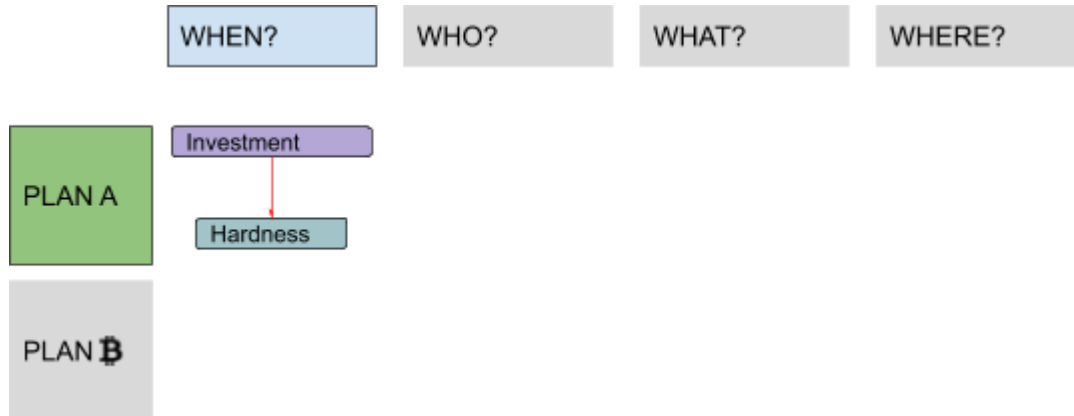 WHEN?
WHO?
WHAT?
WHERE?
Investment
PLAN A
Hardness
PLAN ₿